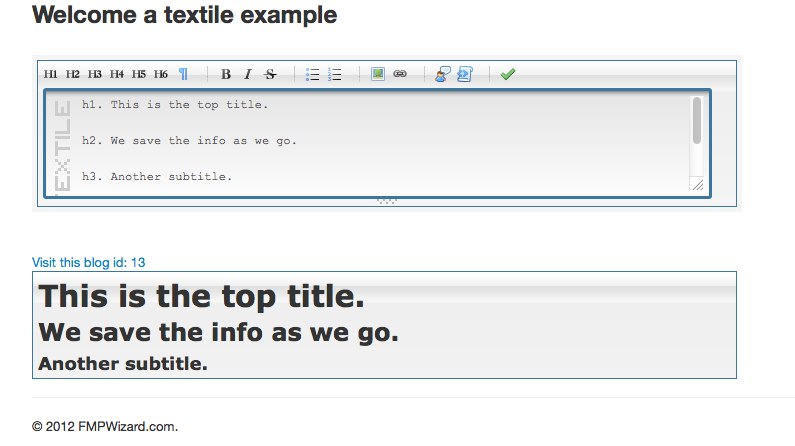 Welcome a textile example
H1 H2 H3 H4 H5 H6 ¶ B I S
h1. This is the top title.
h2. We save the info as we go.
h3. Another subtitle.
EXTILE
Visit this blog id: 13
This is the top title.
We save the info as we go.
Another subtitle.
© 2012 FMPWizard.com.